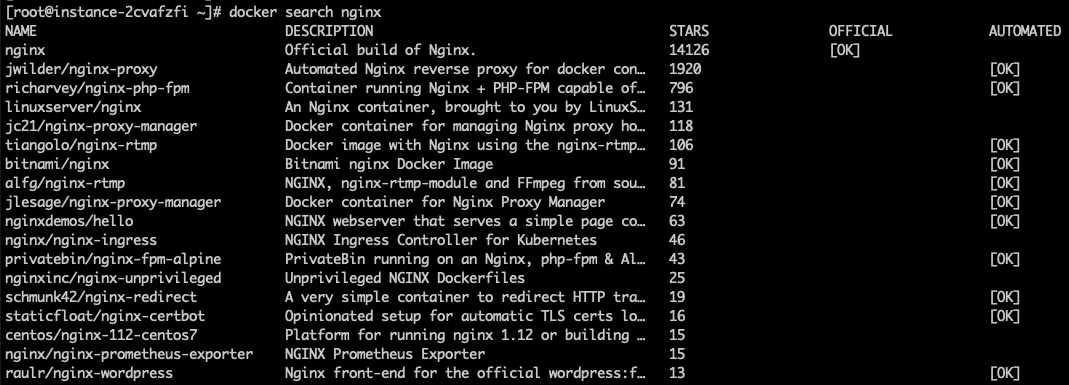 [root@instance-2cvafzfi ~]# docker search nginx
NAME DESCRIPTION STARS OFFICIAL AUTOMATED
nginx Official build of Nginx. 14126 [OK]
jwilder/nginx-proxy Automated Nginx reverse proxy for docker con… 1920 [OK]
richarvey/nginx-php-fpm Container running Nginx + PHP-FPM capable of… 796 [OK]
linuxserver/nginx An Nginx container, brought to you by LinuxS… 131
jc21/nginx-proxy-manager Docker container for managing Nginx proxy ho… 118
tiangolo/nginx-rtmp Docker image with Nginx using the nginx-rtmp… 106 [OK]
bitnami/nginx Bitnami nginx Docker Image 91 [OK]
alfg/nginx-rtmp NGINX, nginx-rtmp-module and FFmpeg from sou… 81 [OK]
jlesage/nginx-proxy-manager Docker container for Nginx Proxy Manager 74 [OK]
nginxdemos/hello NGINX webserver that serves a simple page co… 63 [OK]
nginx/nginx-ingress NGINX Ingress Controller for Kubernetes 46
privatebin/nginx-fpm-alpine PrivateBin running on an Nginx, php-fpm & Al… 43 [OK]
nginxinc/nginx-unprivileged Unprivileged NGINX Dockerfiles 25
schmunk42/nginx-redirect A very simple container to redirect HTTP tra… 19 [OK]
staticfloat/nginx-certbot Opinionated setup for automatic TLS certs lo… 16 [OK]
centos/nginx-112-centos7 Platform for running nginx 1.12 or building … 15
nginx/nginx-prometheus-exporter NGINX Prometheus Exporter 15
raulr/nginx-wordpress Nginx front-end for the official wordpress:f… 13 [OK]